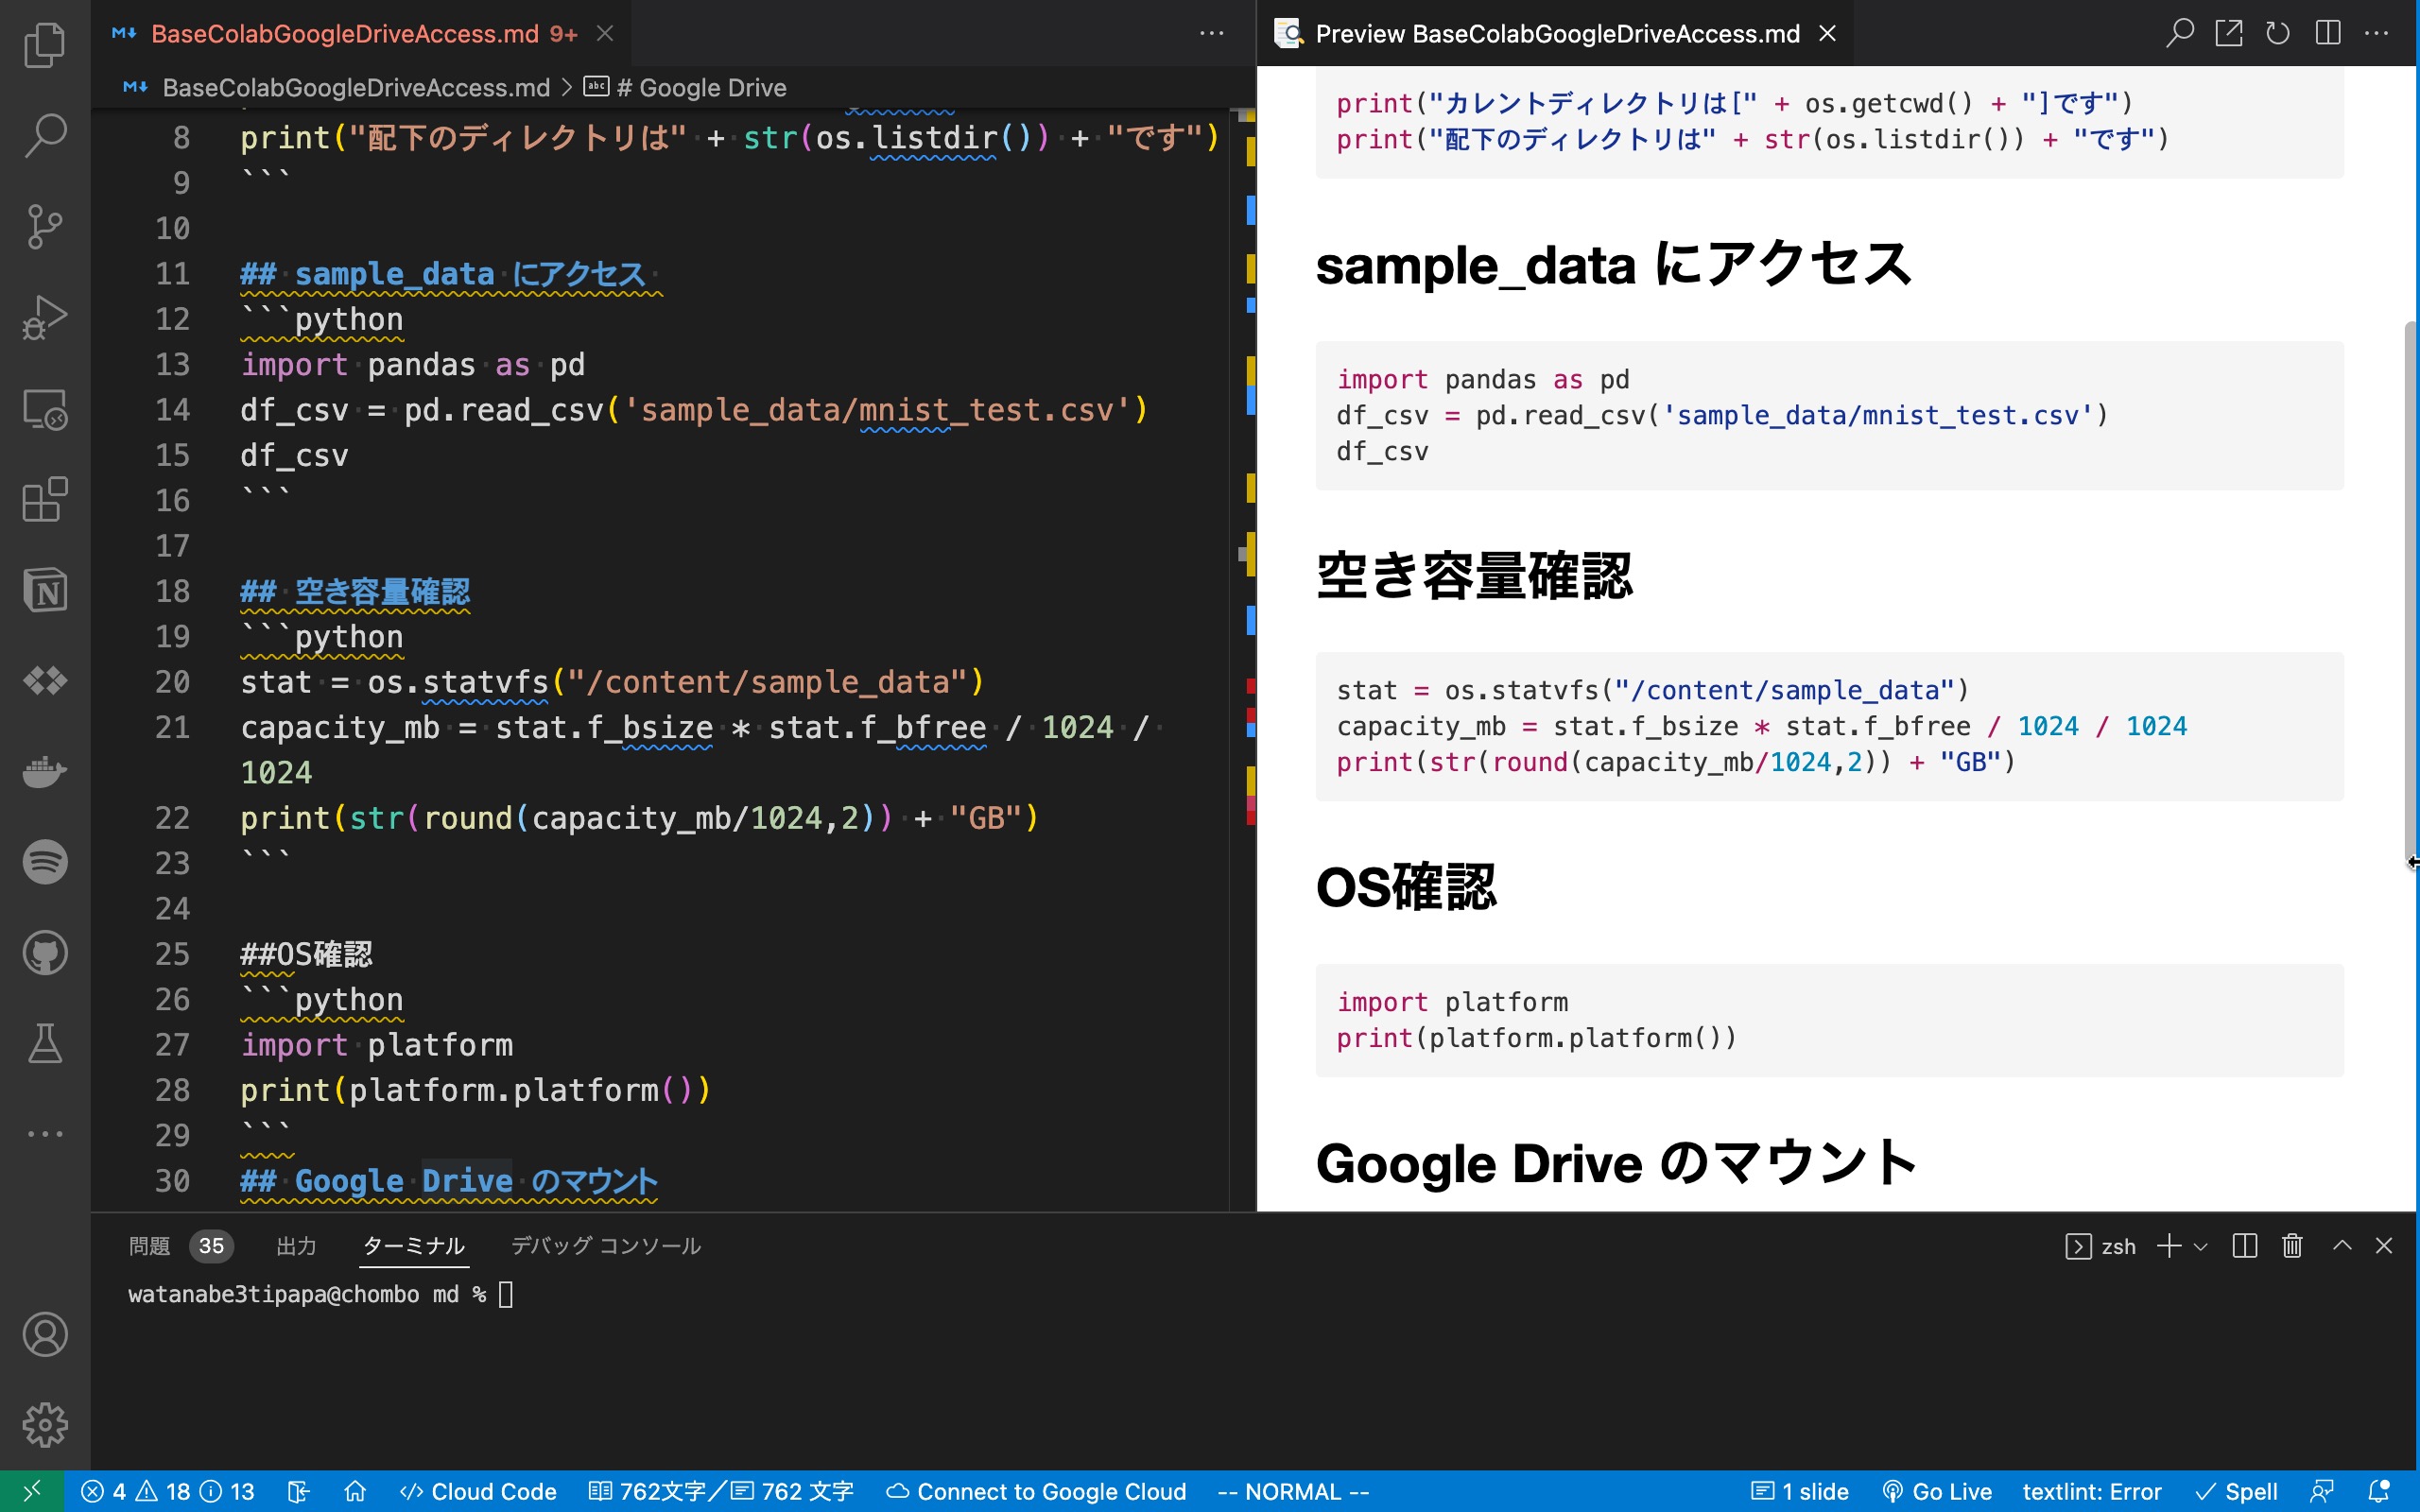 BaseColabGoogleDriveAccess.md 9+
BaseColabGoogleDriveAccess.md > # Google Drive
8 print("配下のディレクトリは" + str(os.listdir()) + "です")
9 ```
10
11 ## sample_data にアクセス
12 ```python
13 import pandas as pd
14 df_csv = pd.read_csv('sample_data/mnist_test.csv')
15 df_csv
16 ```
17
18 ## 空き容量確認
19 ```python
20 stat = os.statvfs("/content/sample_data")
21 capacity_mb = stat.f_bsize * stat.f_bfree / 1024 /
1024
22 print(str(round(capacity_mb/1024,2)) + "GB")
23 ```
24
25 ##OS確認
26 ```python
27 import platform
28 print(platform.platform())
29 ```
30 ## Google Drive のマウント
Preview BaseColabGoogleDriveAccess.md
print("カレントディレクトリは[" + os.getcwd() + "]です")
print("配下のディレクトリは" + str(os.listdir()) + "です")
sample_data にアクセス
import pandas as pd
df_csv = pd.read_csv('sample_data/mnist_test.csv')
df_csv
空き容量確認
stat = os.statvfs("/content/sample_data")
capacity_mb = stat.f_bsize * stat.f_bfree / 1024 / 1024
print(str(round(capacity_mb/1024,2)) + "GB")
OS確認
import platform
print(platform.platform())
Google Drive のマウント
問題 35 出力 ターミナル デバッグ コンソール zsh
watanabe3tipapa@chombo md %
4 18 13 Cloud Code 762文字／ 762 文字 Connect to Google Cloud -- NORMAL -- 1 slide Go Live textlint: Error Spell